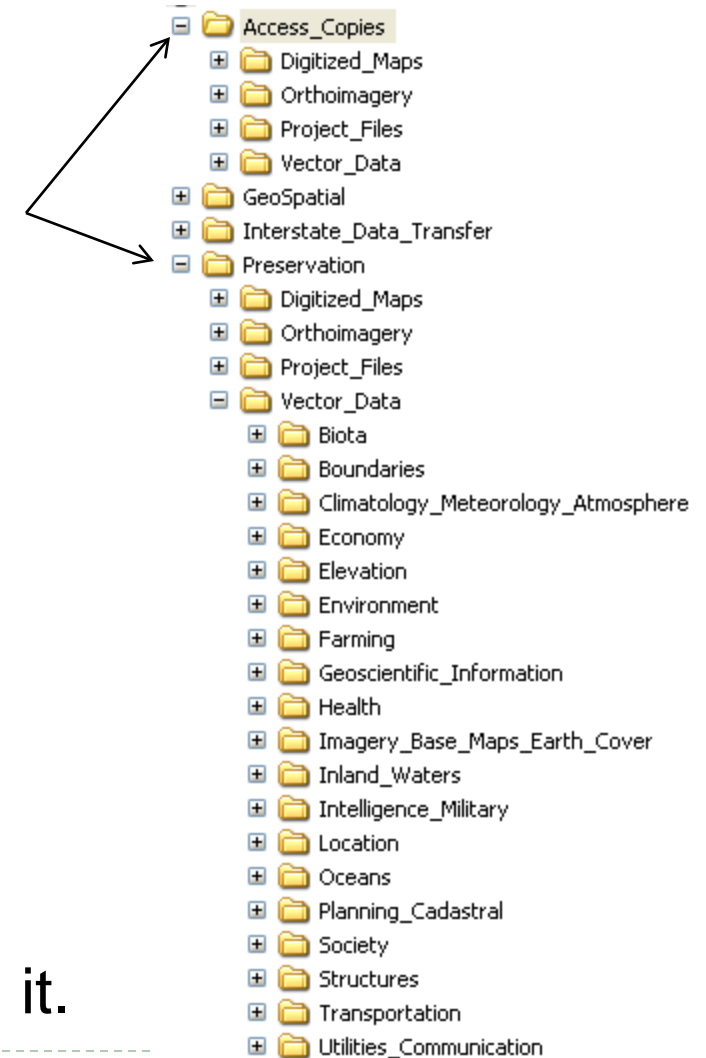 Access_Copies
Digitized_Maps
Orthoimagery
Project_Files
Vector_Data
GeoSpatial
Interstate_Data_Transfer
Preservation
Digitized_Maps
Orthoimagery
Project_Files
Vector_Data
Biota
Boundaries
Climatology_Meteorology_Atmosphere
Economy
Elevation
Environment
Farming
Geoscientific_Information
Health
Imagery_Base_Maps_Earth_Cover
Inland_Waters
Intelligence_Military
Location
Oceans
Planning_Cadastral
Society
Structures
it.
Transportation
Utilities_Communication